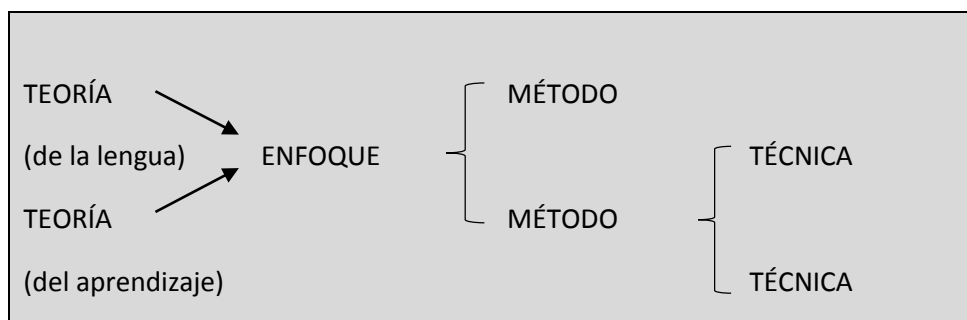 TEORÍA MÉTODO
(de la lengua) ENFOQUE TÉCNICA
TEORÍA MÉTODO
(del aprendizaje) TÉCNICA